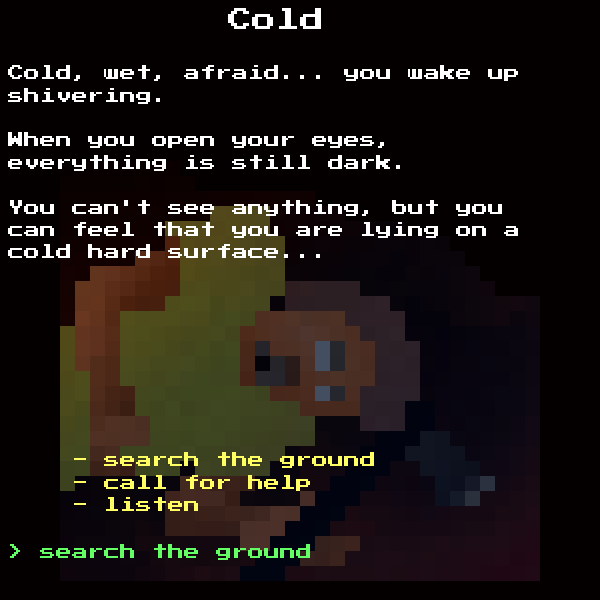 Cold
Cold, wet, afraid... you wake up
shivering.
When you open your eyes,
everything is still dark.
You can't see anything, but you
can feel that you are lying on a
cold hard surface...
- search the ground
- call for help
- listen
> search the ground